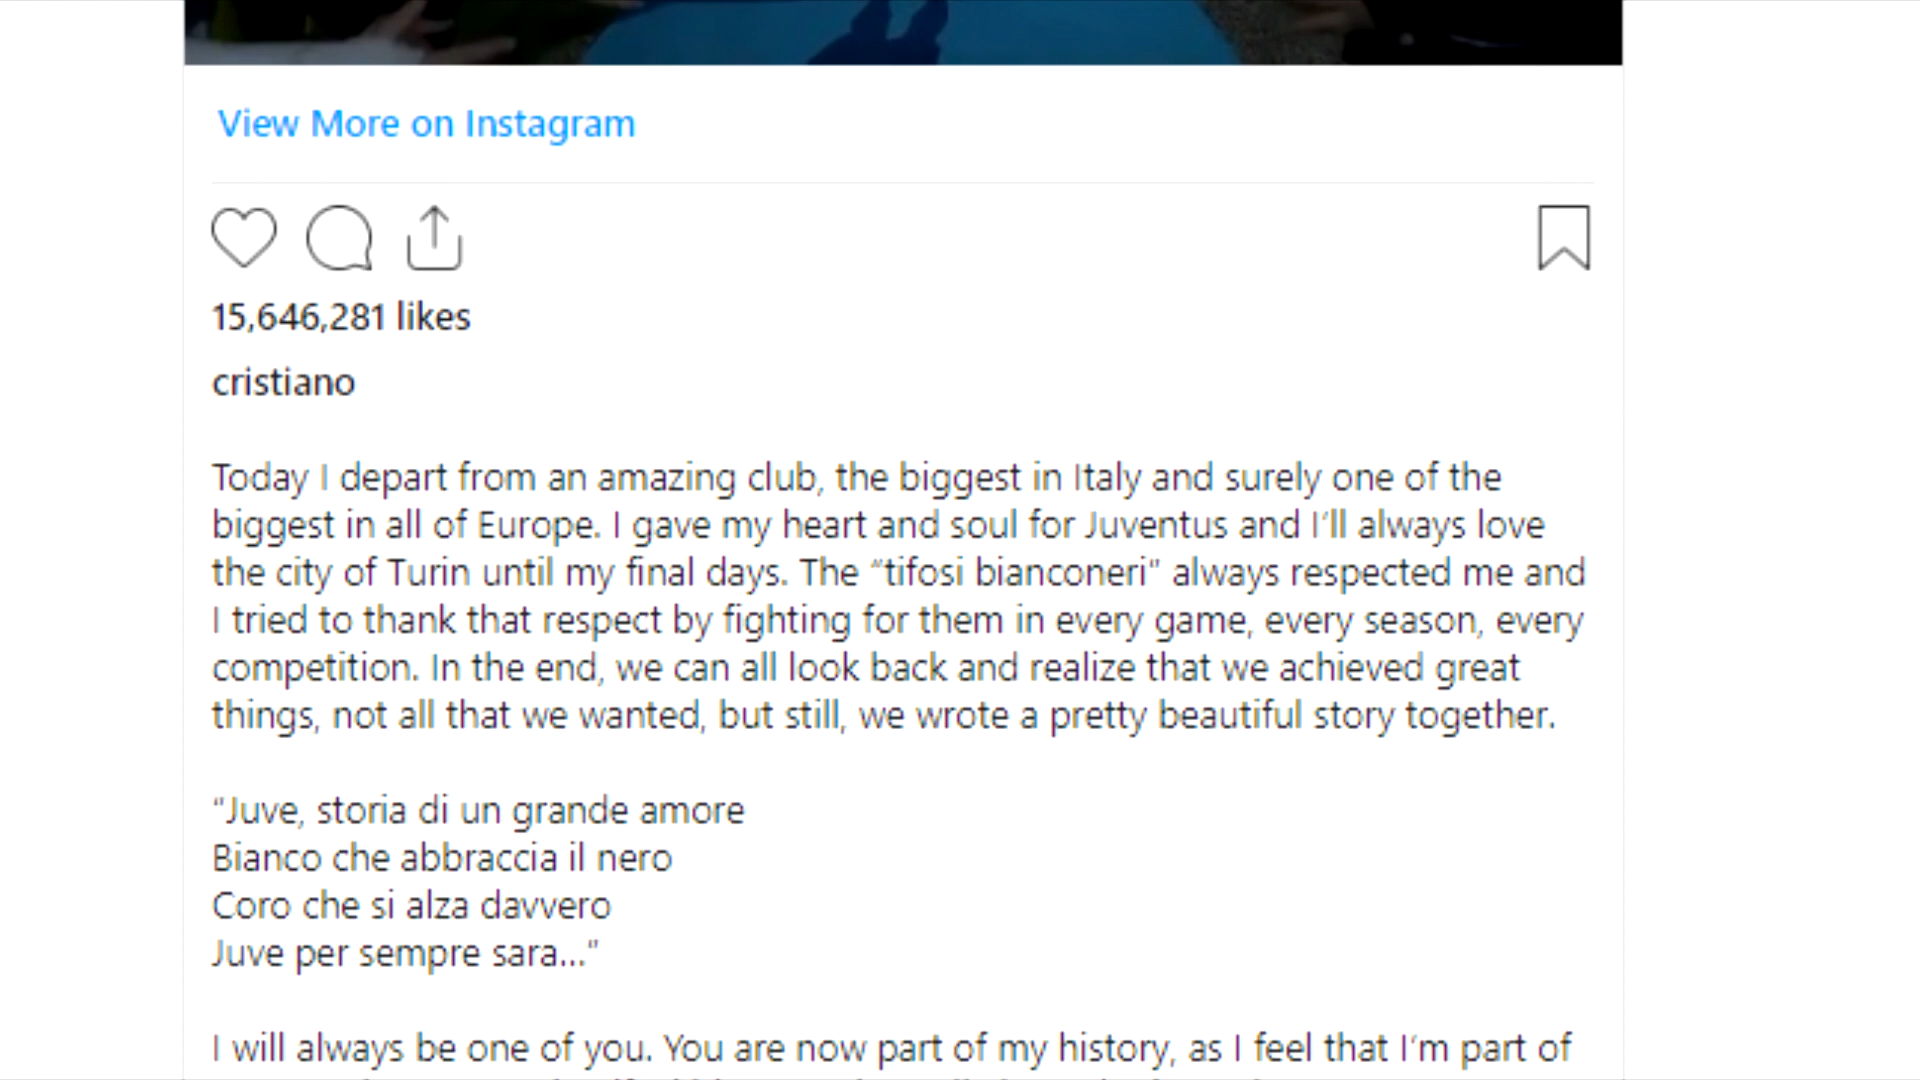 View More on Instagram
15,646,281 likes
cristiano
Today I depart from an amazing club, the biggest in Italy and surely one of the
biggest in all of Europe. I gave my heart and soul for Juventus and I’ll always love
the city of Turin until my final days. The “tifosi bianconeri” always respected me and
I tried to thank that respect by fighting for them in every game, every season, every
competition. In the end, we can all look back and realize that we achieved great
things, not all that we wanted, but still, we wrote a pretty beautiful story together.
“Juve, storia di un grande amore
Bianco che abbraccia il nero
Coro che si alza davvero
Juve per sempre sara...”
I will always be one of you. You are now part of my history, as I feel that I’m part of